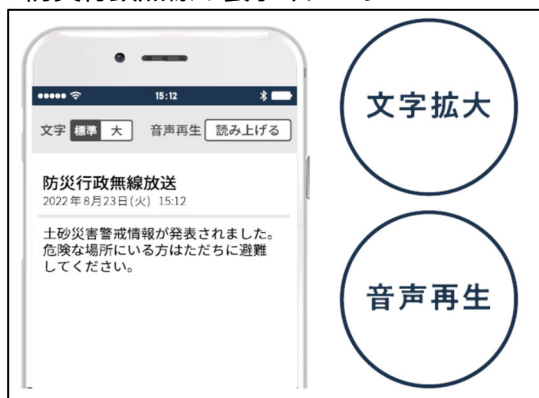 15:12
文字 標準 大 音声再生 読み上げる
防災行政無線放送
2022年8月23日(火) 15:12
土砂災害警戒情報が発表されました。
危険な場所にいる方はただちに避難
してください。
文字拡大
音声再生